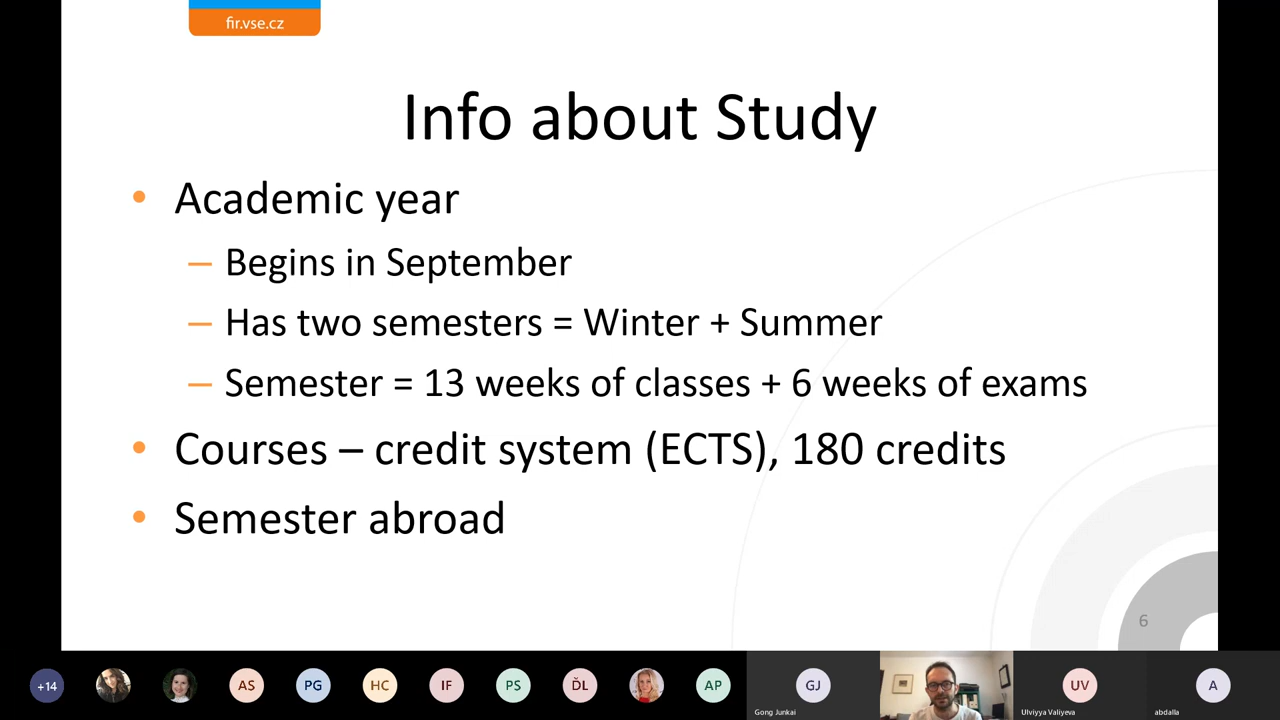 fir.vse.cz
Info about Study
• Academic year
– Begins in September
– Has two semesters = Winter + Summer
– Semester = 13 weeks of classes + 6 weeks of exams
• Courses – credit system (ECTS), 180 credits
• Semester abroad
6
+14
AS
PG
HC
IF
PS
ĎL
AP
GJ
UV
A
Gong Junkai
Ulviyya Valiyeva
abdalla